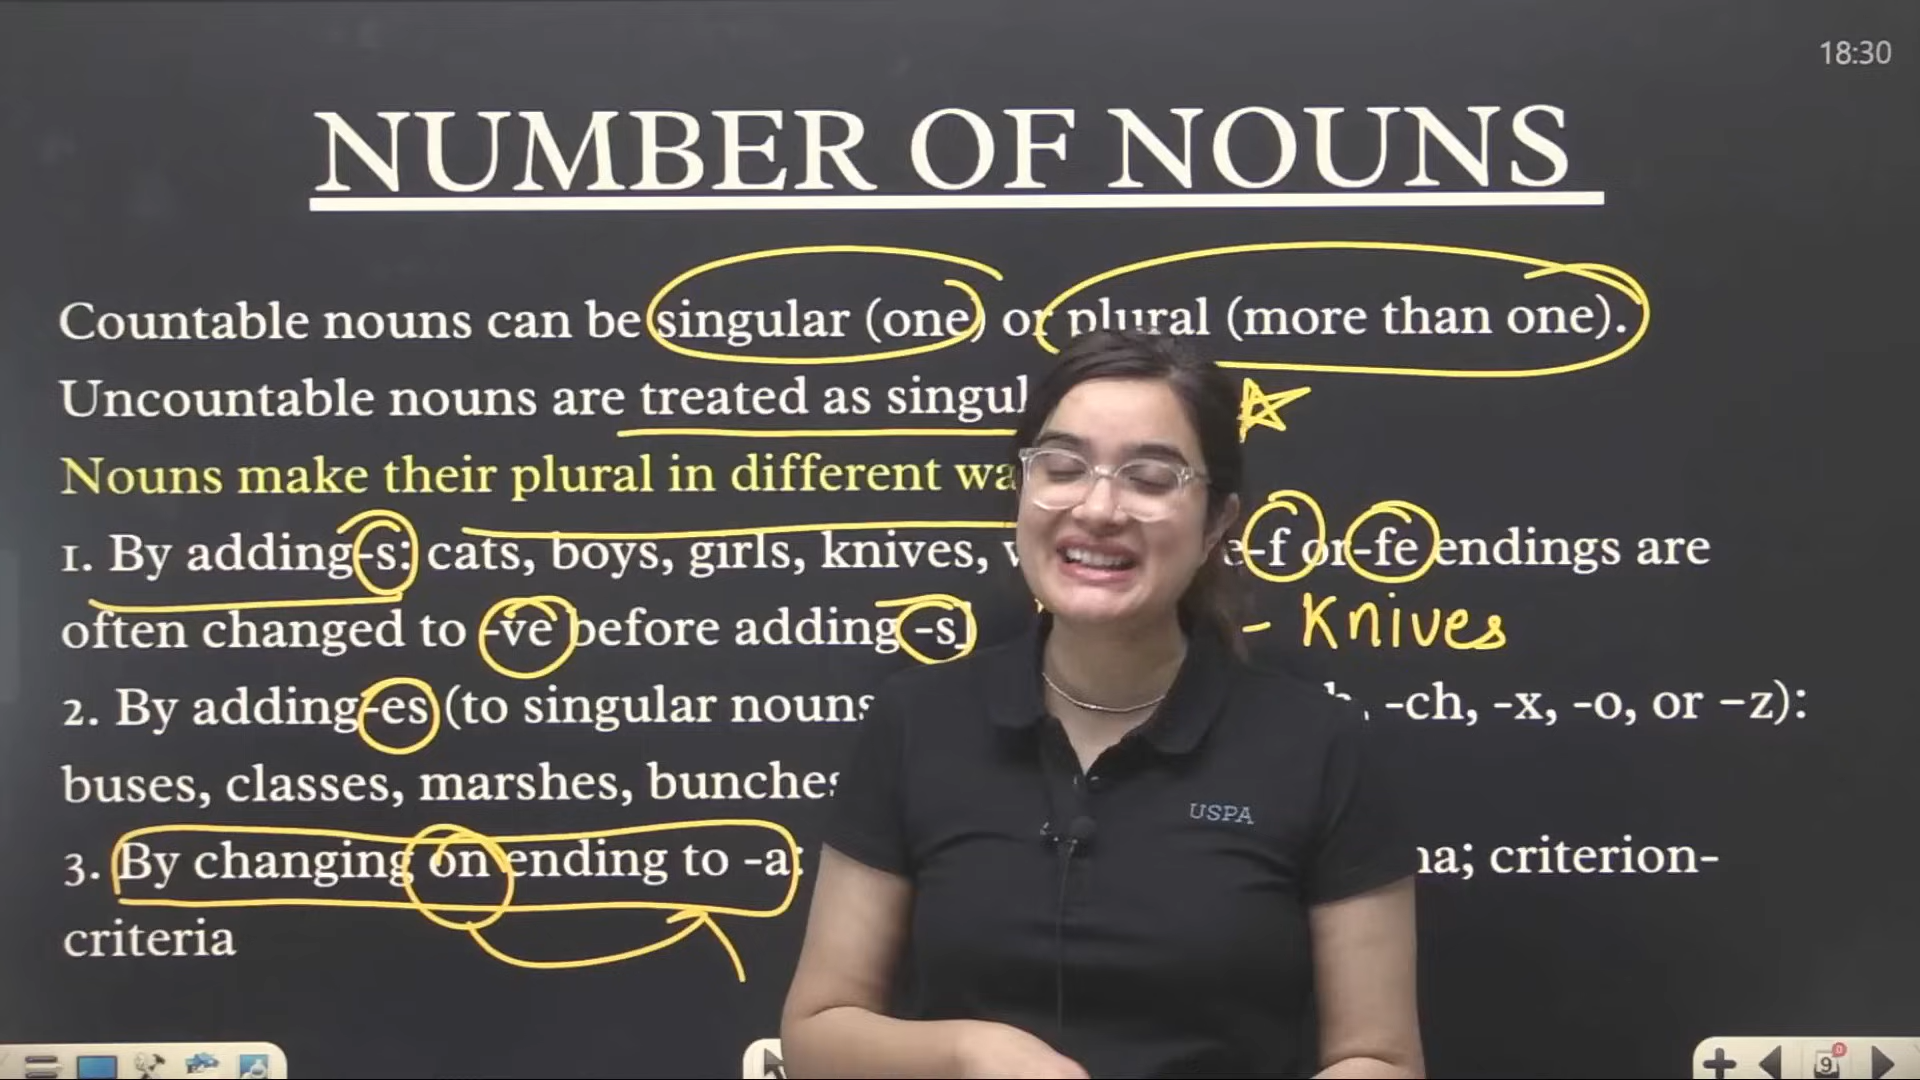 18:30
NUMBER OF NOUNS
Countable nouns can be singular (one) or plural (more than one).
Uncountable nouns are treated as
Nouns make their plural in different
1. By adding -s: cats, boys, girls, knives, -f or -fe endings are
often changed to -ve before adding -s] - Knives
2. By adding -es (to singular nouns -ch, -x, -o, or –z):
buses, classes, marshes,
3. By changing on ending to -a: criterion-
criteria
USPA
9
0